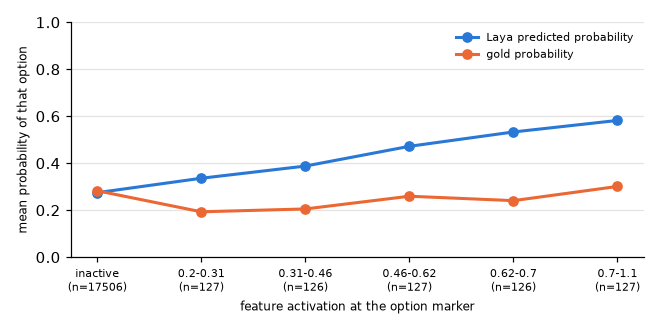 1.0
0.8
0.6
0.4
0.2
0.0
mean probability of that option
Laya predicted probability
gold probability
inactive
(n=17506)
0.2-0.31
(n=127)
0.31-0.46
(n=126)
0.46-0.62
(n=127)
0.62-0.7
(n=126)
0.7-1.1
(n=127)
feature activation at the option marker